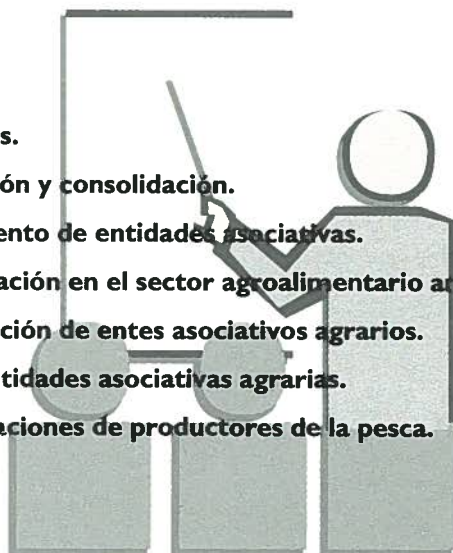 s.
ón y consolidación.
ento de entidades asociativas.
ación en el sector agroalimentario a
ción de entes asociativos agrarios.
tidades asociativas agrarias.
aciones de productores de la pesca.